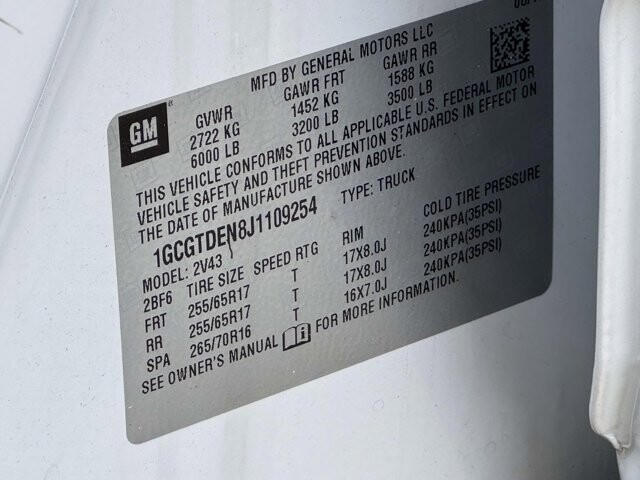 MFD BY GENERAL MOTORS LLC
GM
GVWR GAWR FRT GAWR RR
2722 KG 1452 KG 1588 KG
6000 LB 3200 LB 3500 LB
THIS VEHICLE CONFORMS TO ALL APPLICABLE U.S. FEDERAL MOTOR
VEHICLE SAFETY AND THEFT PREVENTION STANDARDS IN EFFECT ON
THE DATE OF MANUFACTURE SHOWN ABOVE.
1GCGTDEN8J1109254 TYPE: TRUCK
MODEL: 2V43
2BF6 TIRE SIZE SPEED RTG RIM COLD TIRE PRESSURE
FRT 255/65R17 T 17X8.0J 240KPA(35PSI)
RR 255/65R17 T 17X8.0J 240KPA(35PSI)
SPA 265/70R16 T 16X7.0J 240KPA(35PSI)
SEE OWNER'S MANUAL FOR MORE INFORMATION.